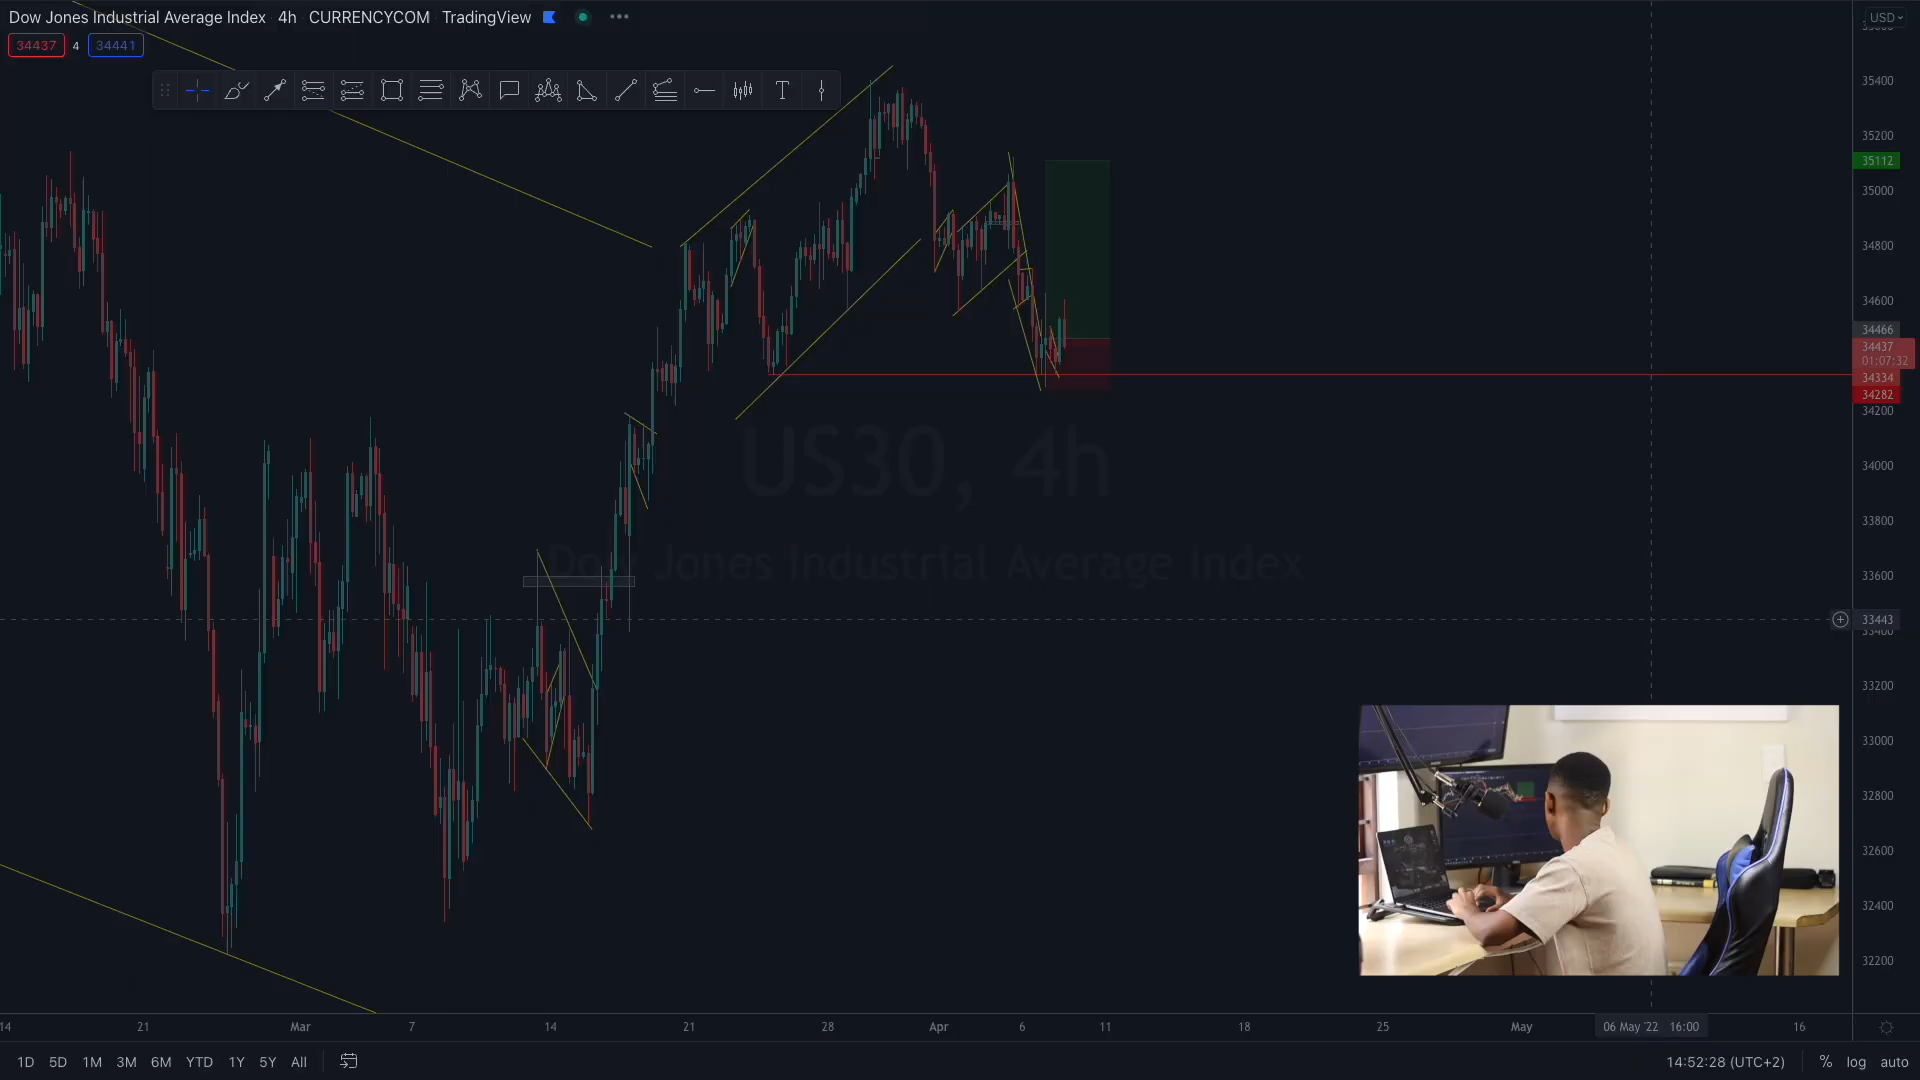 Dow Jones Industrial Average Index 4h CURRENCYCOM TradingView
34437 4 34441
USD
35400
35200
35112
35000
34800
34600
34466
34437
01:07:32
34334
34282
34200
34000
33800
33600
33443
33400
33200
33000
32800
32600
32400
32200
US30, 4h
Dow Jones Industrial Average Index
14 21 Mar 7 14 21 28 Apr 6 11 18 25 May 06 May '22 16:00 16
1D 5D 1M 3M 6M YTD 1Y 5Y All
14:52:28 (UTC+2) % log auto